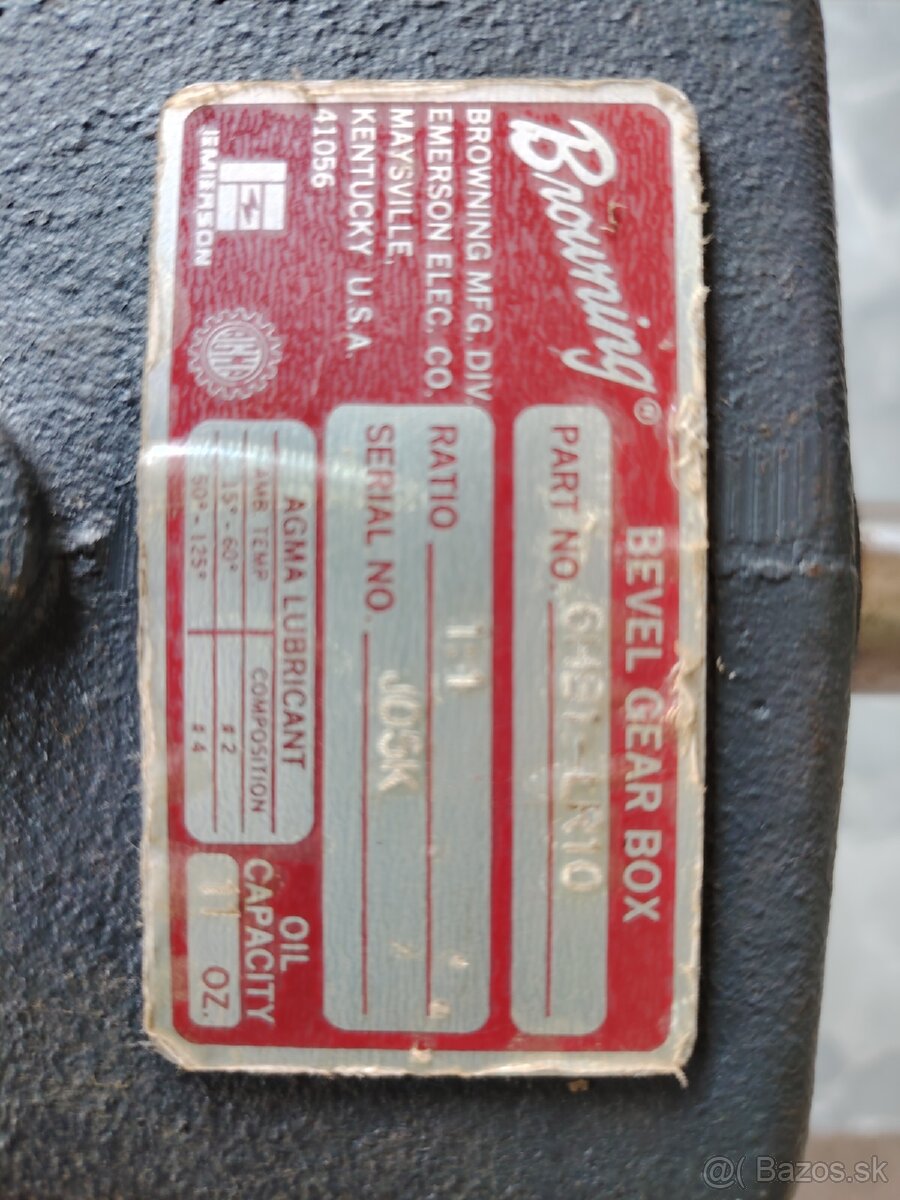 Browning®
BROWNING MFG. DIV.
EMERSON ELEC. CO.
MAYSVILLE,
KENTUCKY U.S.A.
41056
EMERSON
BEVEL GEAR BOX
PART NO.
RATIO 1:1
SERIAL NO. J05K
AGMA LUBRICANT
AMB. TEMP COMPOSITION
15°-60° #2
50°-125° #4
OIL
CAPACITY
11 OZ.
@( Bazos.sk